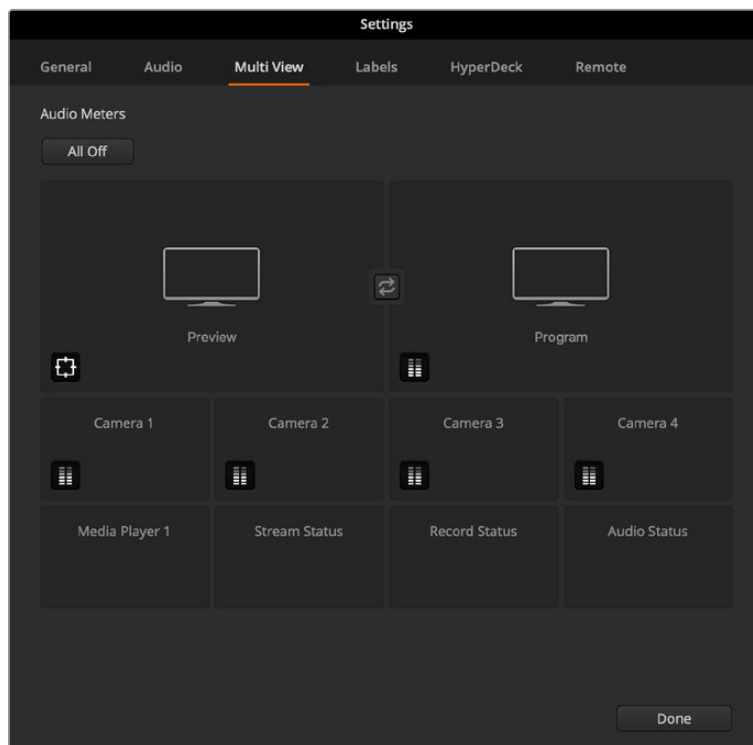 Settings
General Audio Multi View Labels HyperDeck Remote
Audio Meters
All Off
Preview Program
Camera 1 Camera 2 Camera 3 Camera 4
Media Player 1 Stream Status Record Status Audio Status
Done